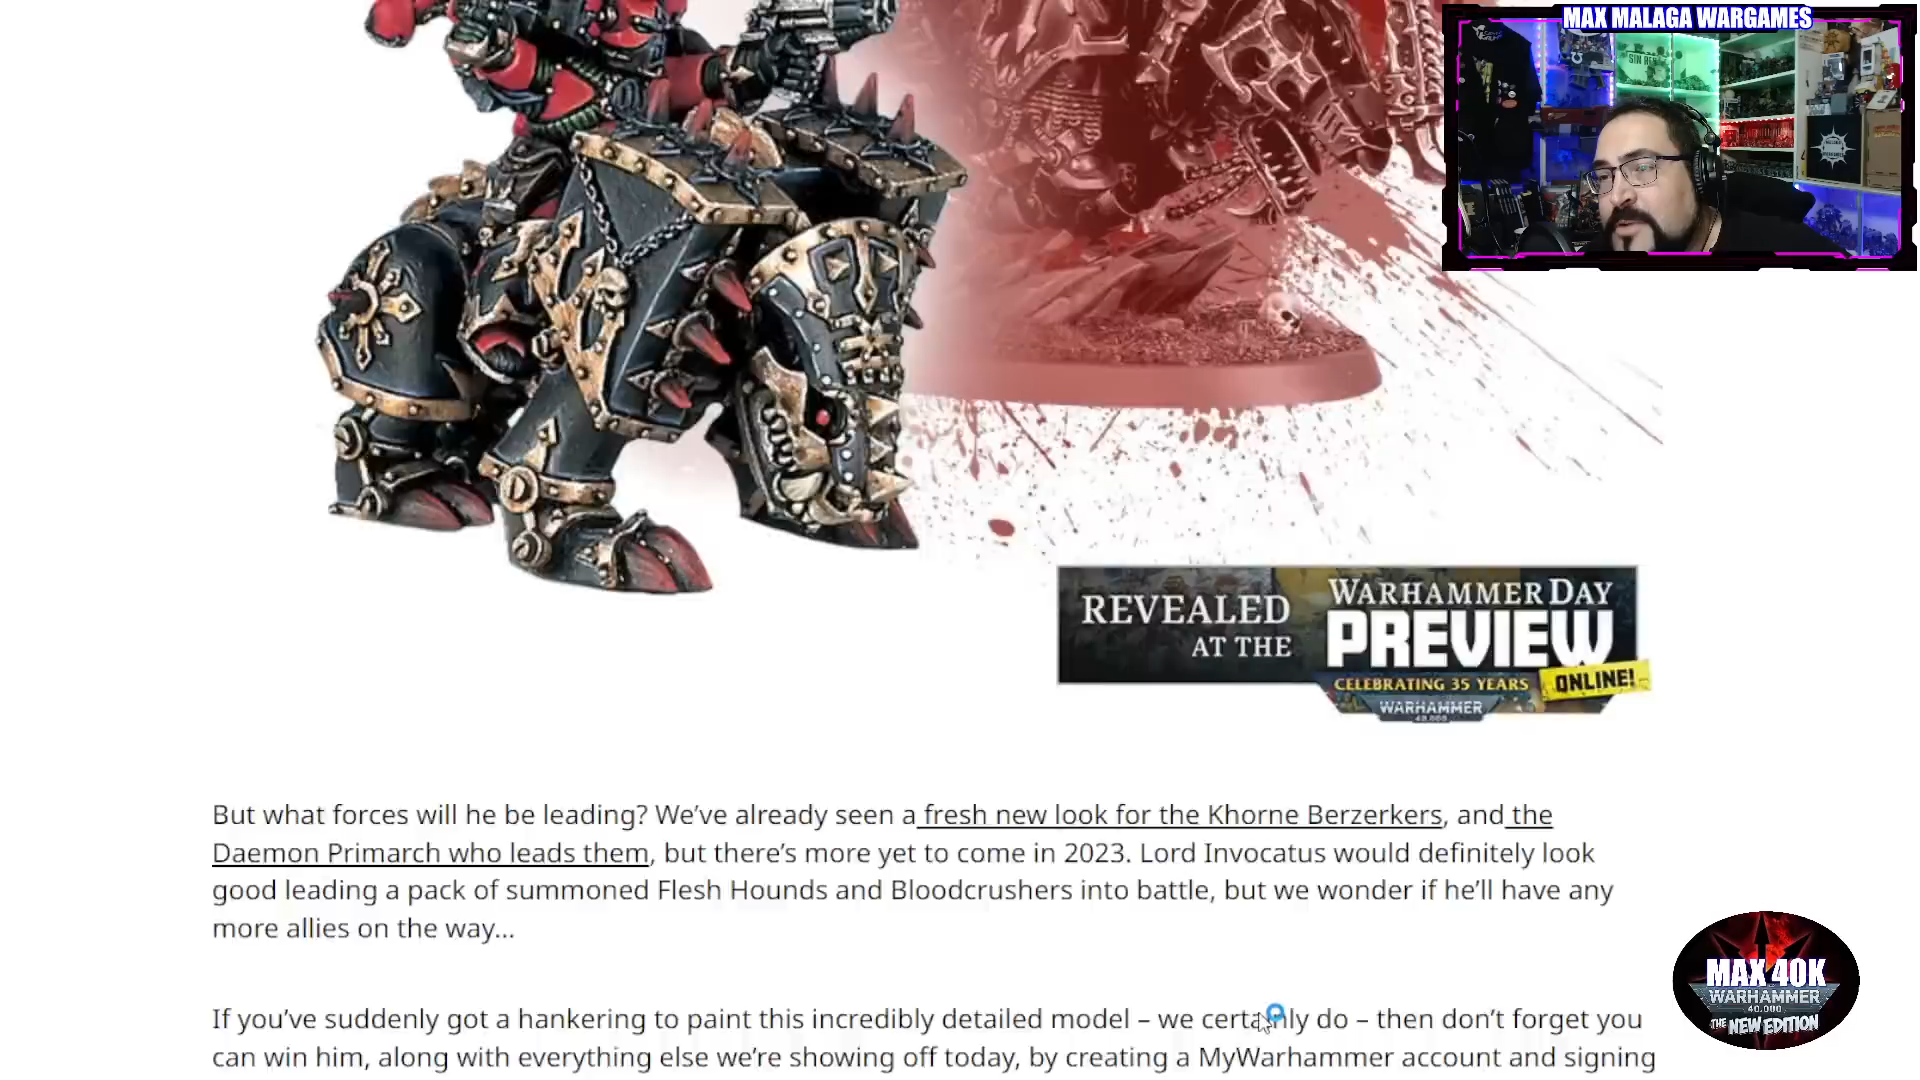 MAX MALAGA WARGAMES
REVEALED
AT THE
WARHAMMER DAY
PREVIEW
ONLINE!
CELEBRATING 35 YEARS
WARHAMMER
40,000
But what forces will he be leading? We’ve already seen a fresh new look for the Khorne Berzerkers, and the
Daemon Primarch who leads them, but there’s more yet to come in 2023. Lord Invocatus would definitely look
good leading a pack of summoned Flesh Hounds and Bloodcrushers into battle, but we wonder if he’ll have any
more allies on the way...
If you’ve suddenly got a hankering to paint this incredibly detailed model – we certainly do – then don’t forget you
can win him, along with everything else we’re showing off today, by creating a MyWarhammer account and signing
MAX 40K
WARHAMMER
40,000
THE NEW EDITION